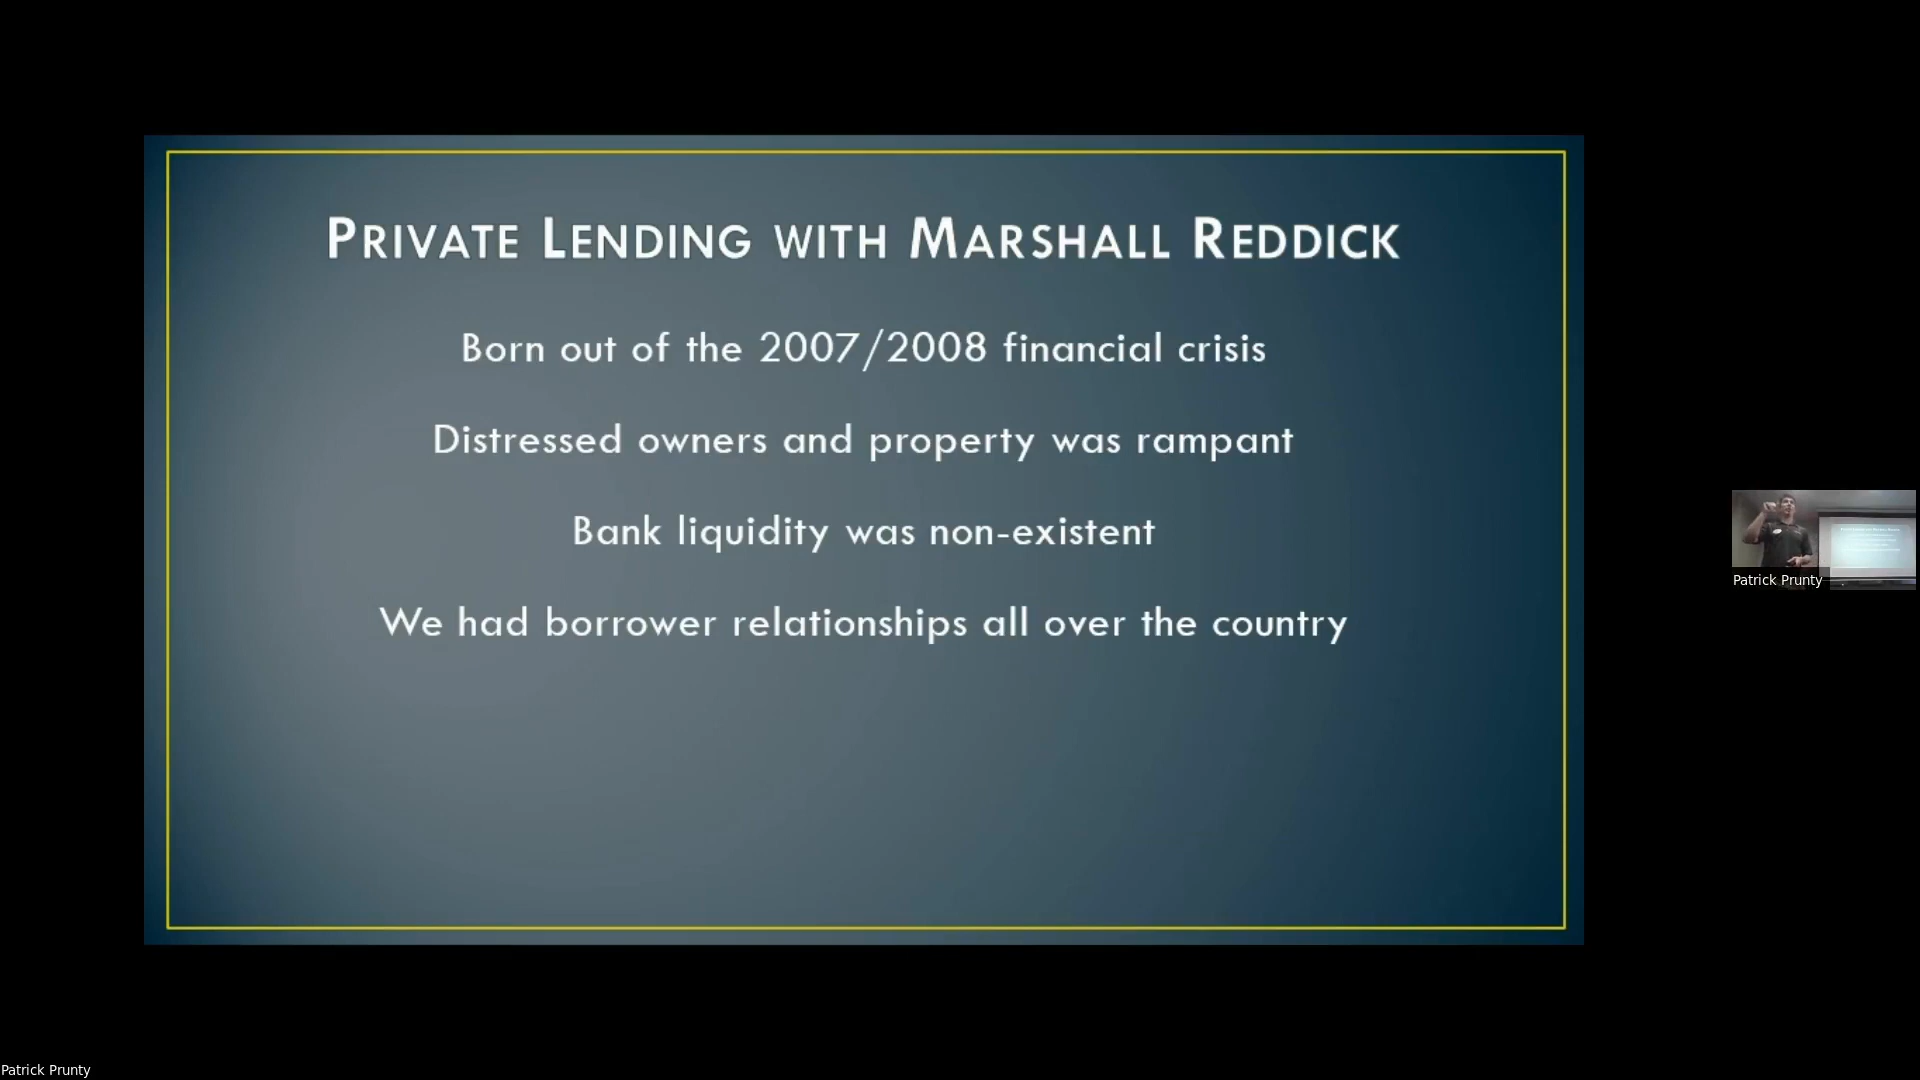 Private Lending with Marshall Reddick
Born out of the 2007/2008 financial crisis
Distressed owners and property was rampant
Bank liquidity was non-existent
We had borrower relationships all over the country
Patrick Prunty
Patrick Prunty